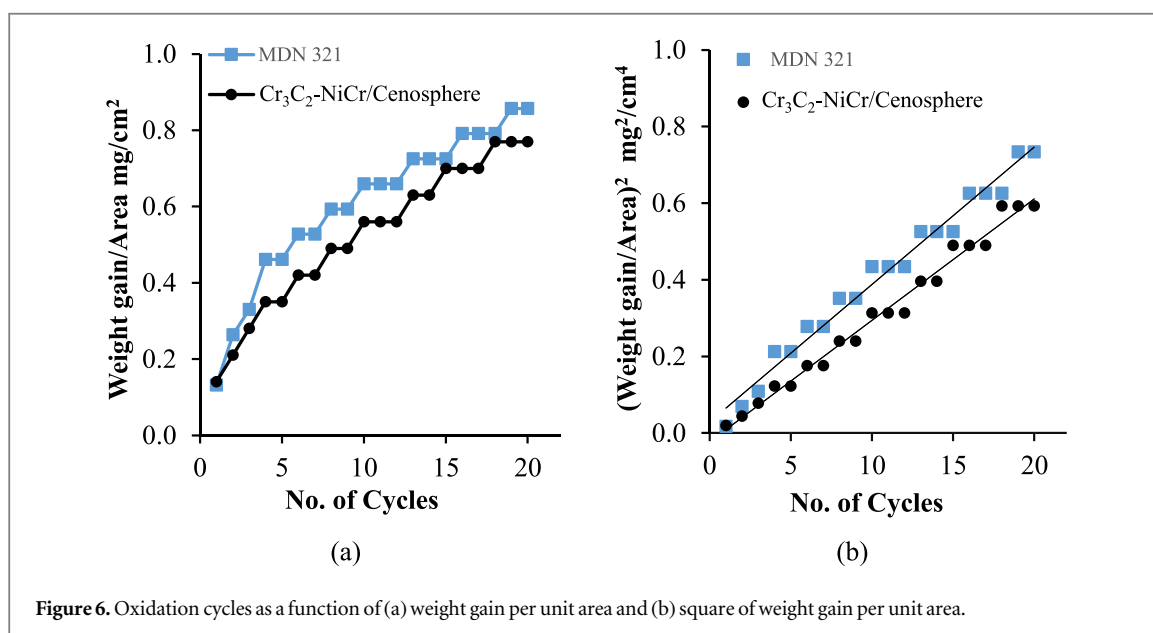 1.0
0.8
0.6
0.4
0.2
0.0
0 5 10 15 20
Weight gain/Area mg/cm²
No. of Cycles
MDN 321
Cr₃C₂-NiCr/Cenosphere
(a)
1.0
0.8
0.6
0.4
0.2
0.0
0 5 10 15 20
(Weight gain/Area)² mg²/cm⁴
No. of Cycles
MDN 321
Cr₃C₂-NiCr/Cenosphere
(b)
Figure 6. Oxidation cycles as a function of (a) weight gain per unit area and (b) square of weight gain per unit area.